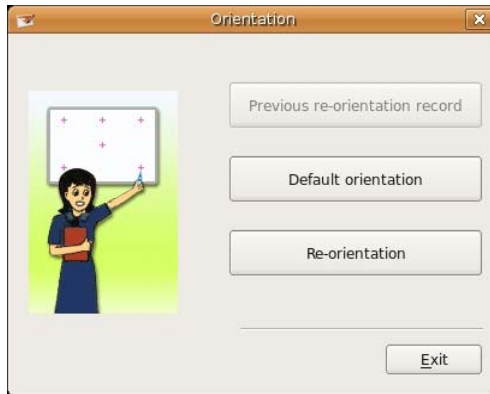 Orientation
Previous re-orientation record
Default orientation
Re-orientation
Exit